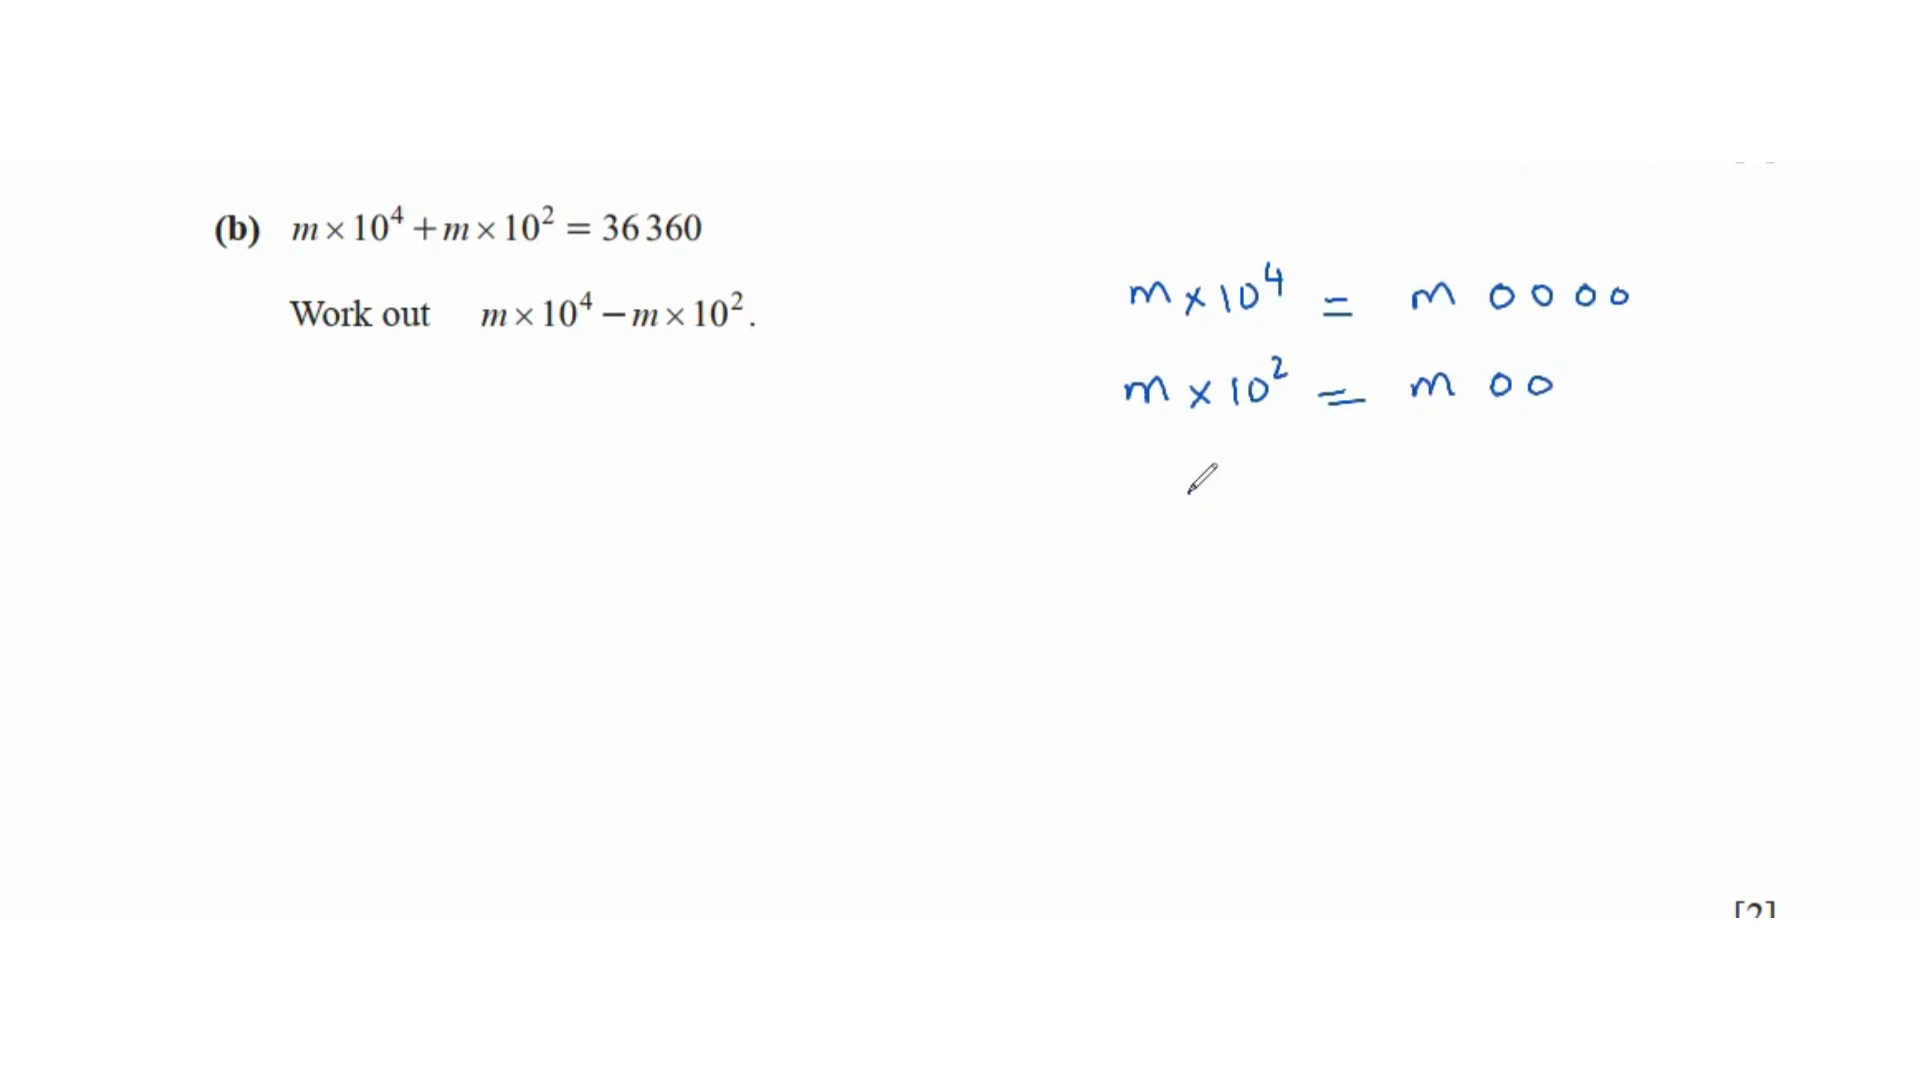 (b) m × 10⁴ + m × 10² = 36 360
Work out m × 10⁴ − m × 10².
m × 10⁴ = m 0 0 0 0
m × 10² = m 0 0
[2]